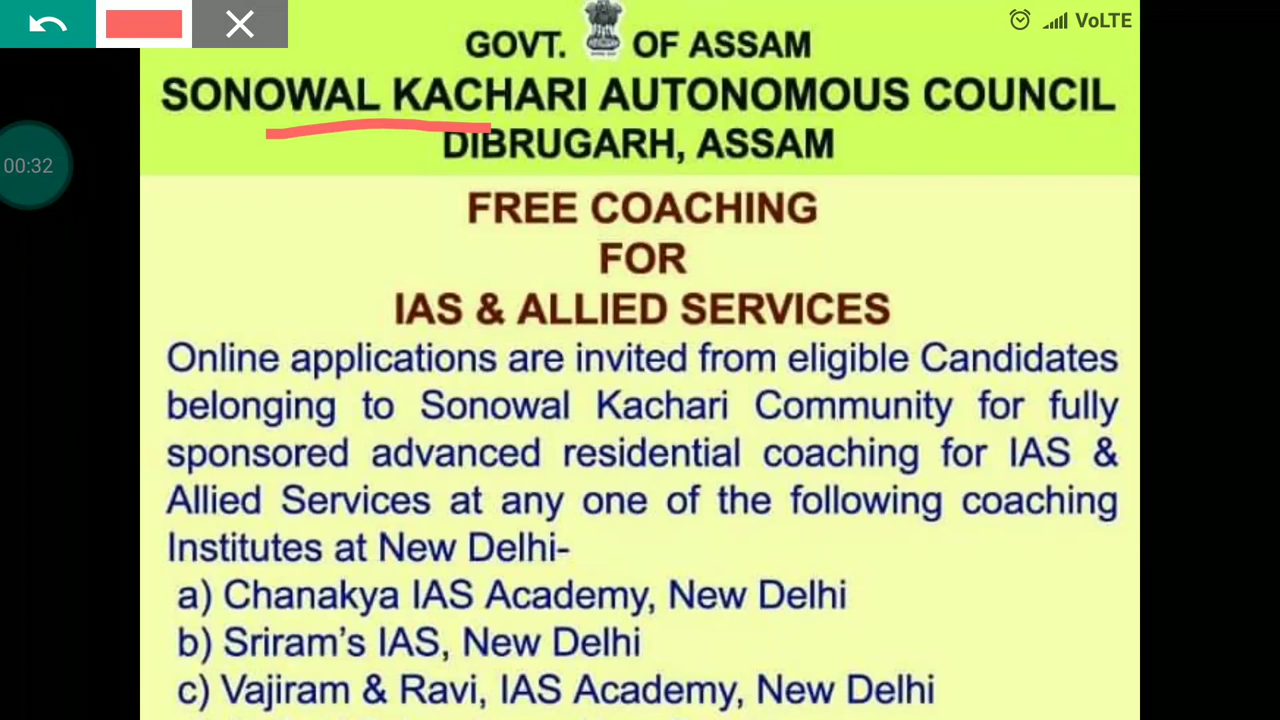 VoLTE
GOVT. OF ASSAM
SONOWAL KACHARI AUTONOMOUS COUNCIL
00:32
DIBRUGARH, ASSAM
FREE COACHING
FOR
IAS & ALLIED SERVICES
Online applications are invited from eligible Candidates
belonging to Sonowal Kachari Community for fully
sponsored advanced residential coaching for IAS &
Allied Services at any one of the following coaching
Institutes at New Delhi-
a) Chanakya IAS Academy, New Delhi
b) Sriram’s IAS, New Delhi
c) Vajiram & Ravi, IAS Academy, New Delhi